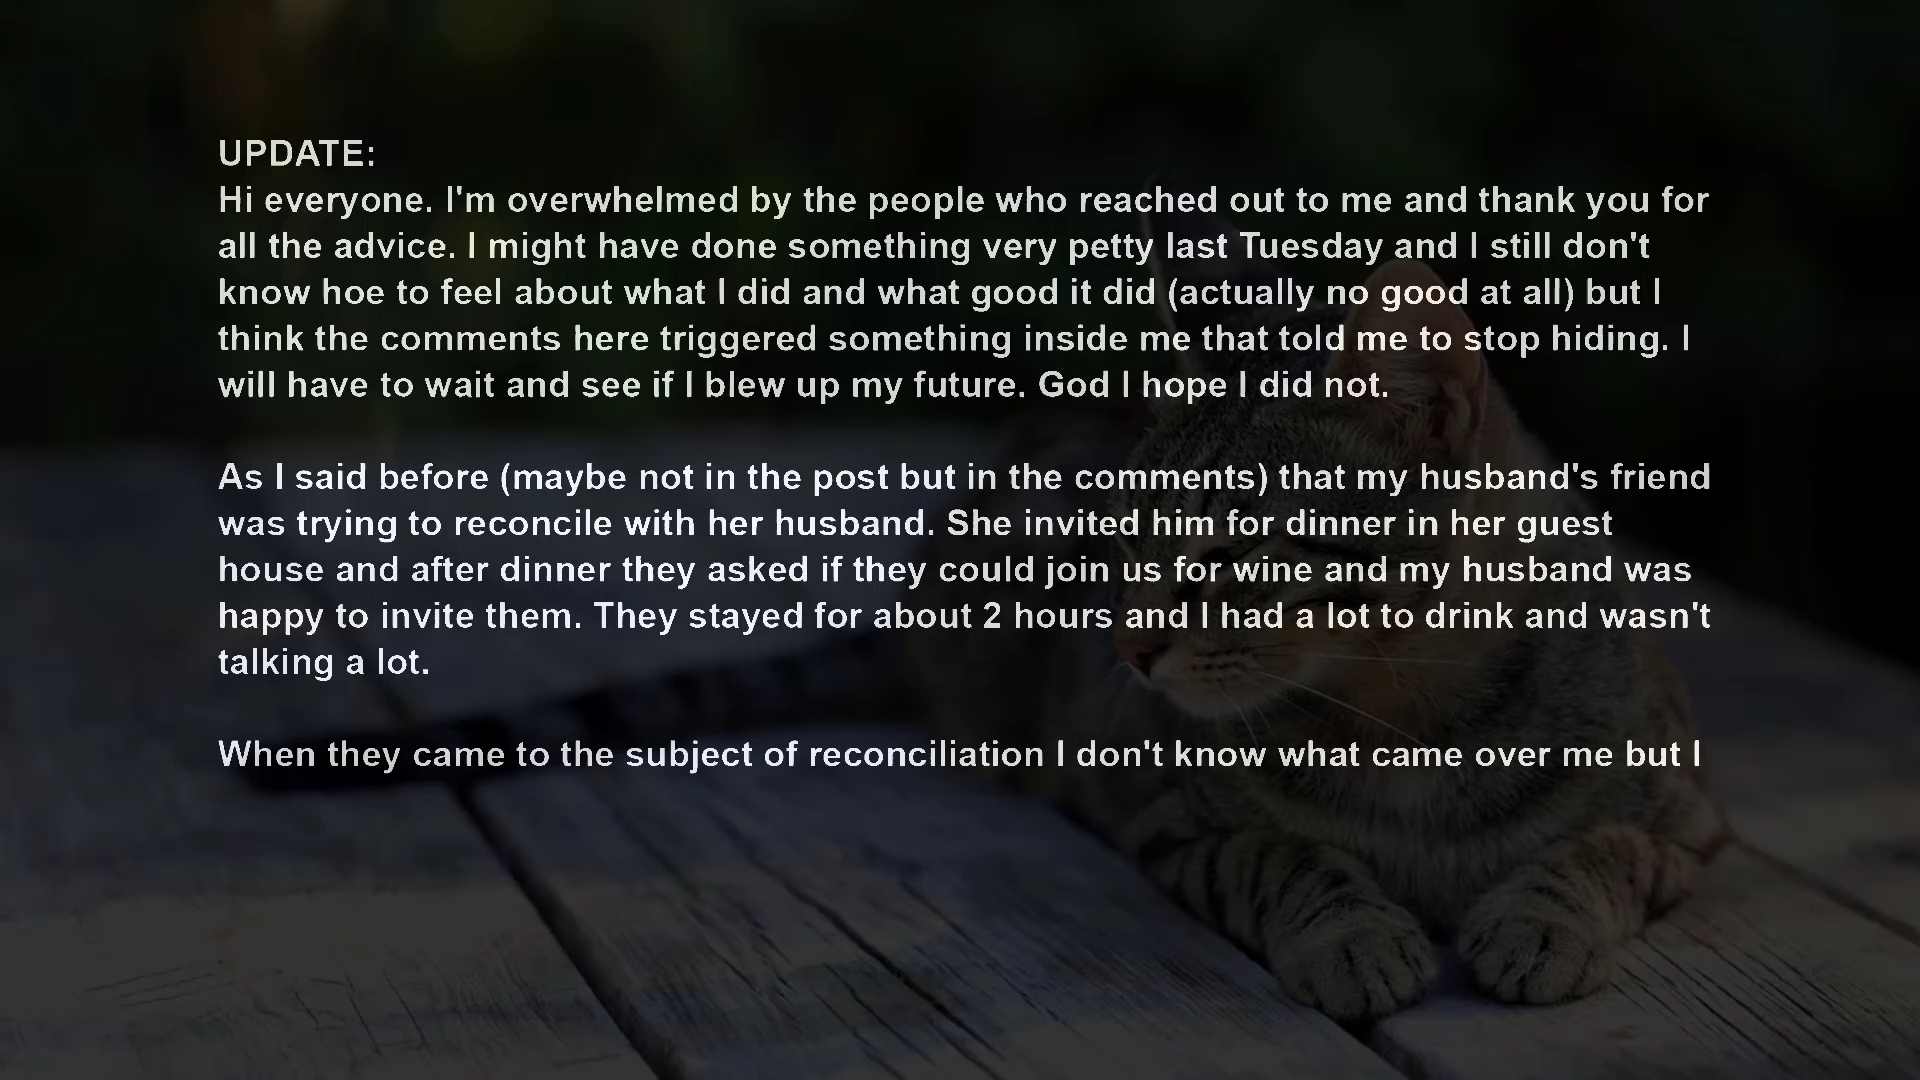 UPDATE:
Hi everyone. I'm overwhelmed by the people who reached out to me and thank you for
all the advice. I might have done something very petty last Tuesday and I still don't
know hoe to feel about what I did and what good it did (actually no good at all) but I
think the comments here triggered something inside me that told me to stop hiding. I
will have to wait and see if I blew up my future. God I hope I did not.
As I said before (maybe not in the post but in the comments) that my husband's friend
was trying to reconcile with her husband. She invited him for dinner in her guest
house and after dinner they asked if they could join us for wine and my husband was
happy to invite them. They stayed for about 2 hours and I had a lot to drink and wasn't
talking a lot.
When they came to the subject of reconciliation I don't know what came over me but I